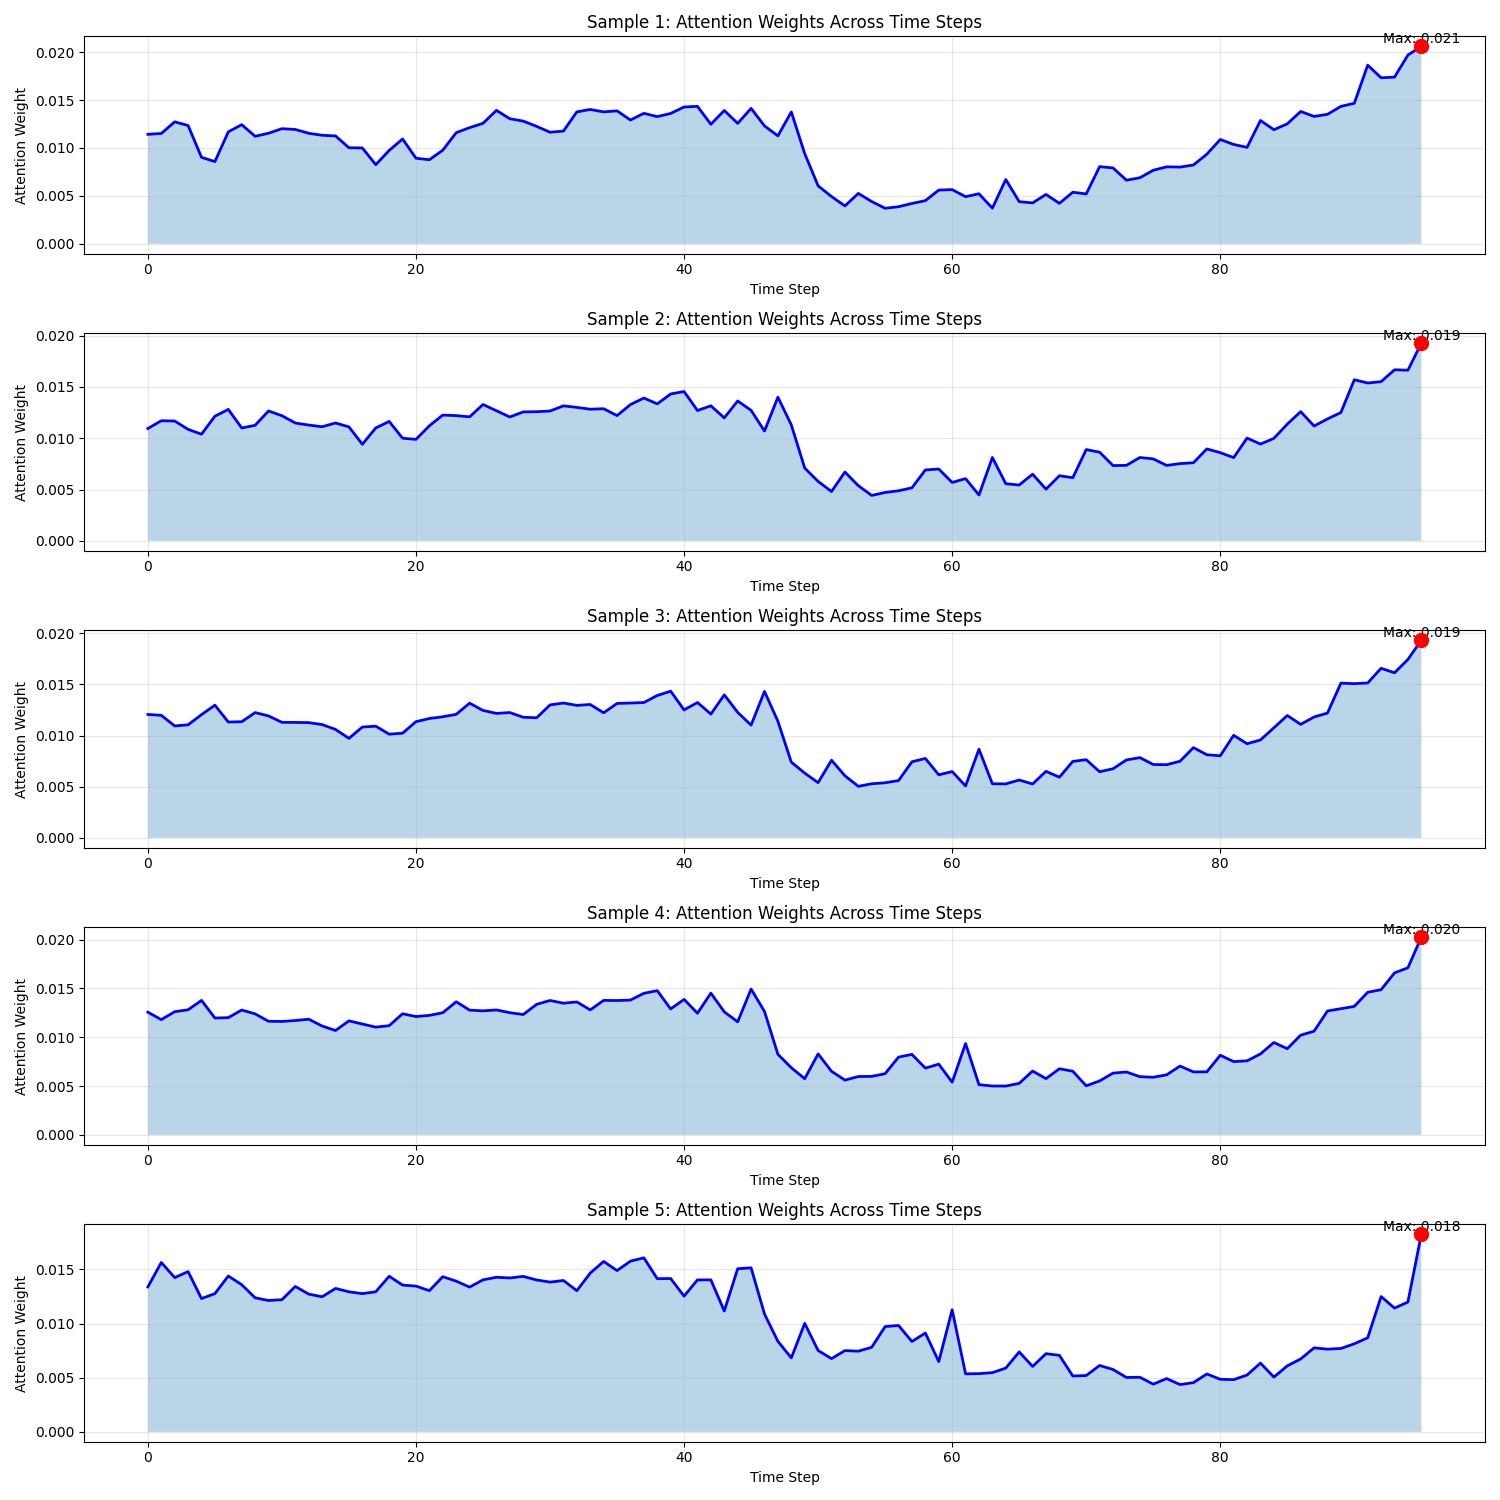 Sample 1: Attention Weights Across Time Steps
Max: 0.021
0.020
0.015
0.010
0.005
0.000
Attention Weight
0 20 40 60 80
Time Step
Sample 2: Attention Weights Across Time Steps
Max: 0.019
0.020
0.015
0.010
0.005
0.000
Attention Weight
0 20 40 60 80
Time Step
Sample 3: Attention Weights Across Time Steps
Max: 0.019
0.020
0.015
0.010
0.005
0.000
Attention Weight
0 20 40 60 80
Time Step
Sample 4: Attention Weights Across Time Steps
Max: 0.020
0.020
0.015
0.010
0.005
0.000
Attention Weight
0 20 40 60 80
Time Step
Sample 5: Attention Weights Across Time Steps
Max: 0.018
0.015
0.010
0.005
0.000
Attention Weight
0 20 40 60 80
Time Step